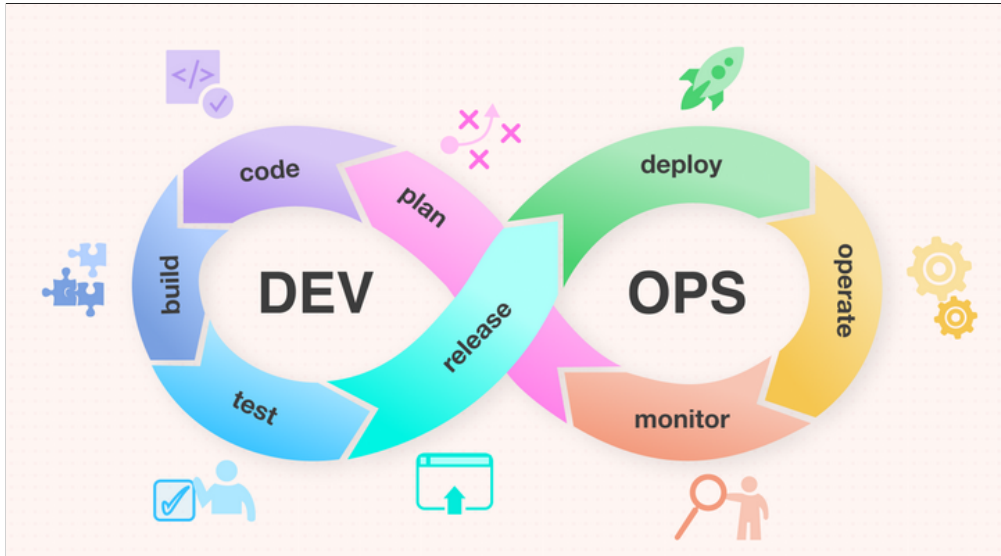 </>
code
plan
build
DEV
test
release
deploy
OPS
operate
monitor